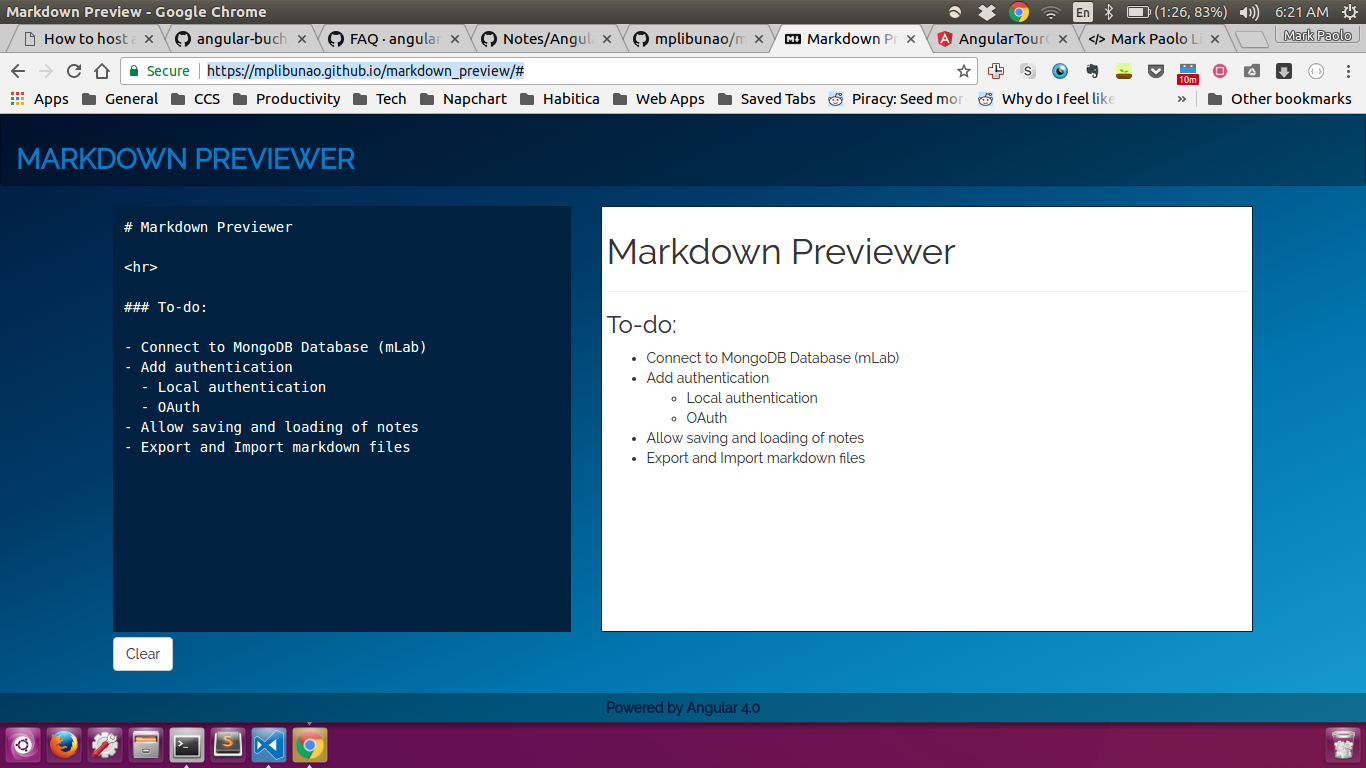 Markdown Preview - Google Chrome
En (1:26, 83%) 6:21 AM
How to host angular-buch FAQ · angular Notes/Angul mplibunao/m Markdown Pr AngularTour Mark Paolo Li Mark Paolo
Secure https://mplibunao.github.io/markdown_preview/#
10m
Apps General CCS Productivity Tech Napchart Habitica Web Apps Saved Tabs Piracy: Seed mor Why do I feel like » Other bookmarks
MARKDOWN PREVIEWER
# Markdown Previewer
<hr>
### To-do:
- Connect to MongoDB Database (mLab)
- Add authentication
- Local authentication
- OAuth
- Allow saving and loading of notes
- Export and Import markdown files
Markdown Previewer
To-do:
Connect to MongoDB Database (mLab)
Add authentication
Local authentication
OAuth
Allow saving and loading of notes
Export and Import markdown files
Clear
Powered by Angular 4.0